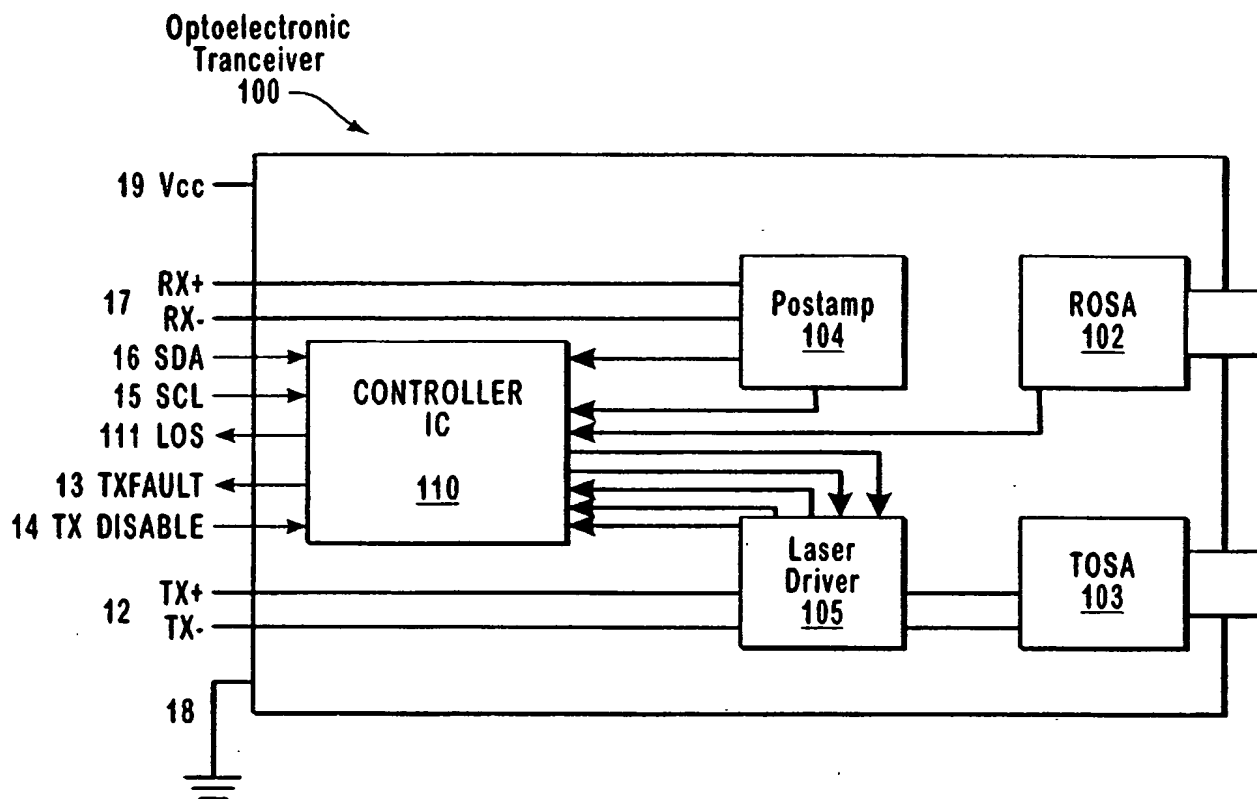 Optoelectronic
Tranceiver
100
19 Vcc
17
RX+
RX-
16 SDA
15 SCL
111 LOS
13 TXFAULT
14 TX DISABLE
12
TX+
TX-
18
CONTROLLER
IC
110
Postamp
104
ROSA
102
Laser
Driver
105
TOSA
103